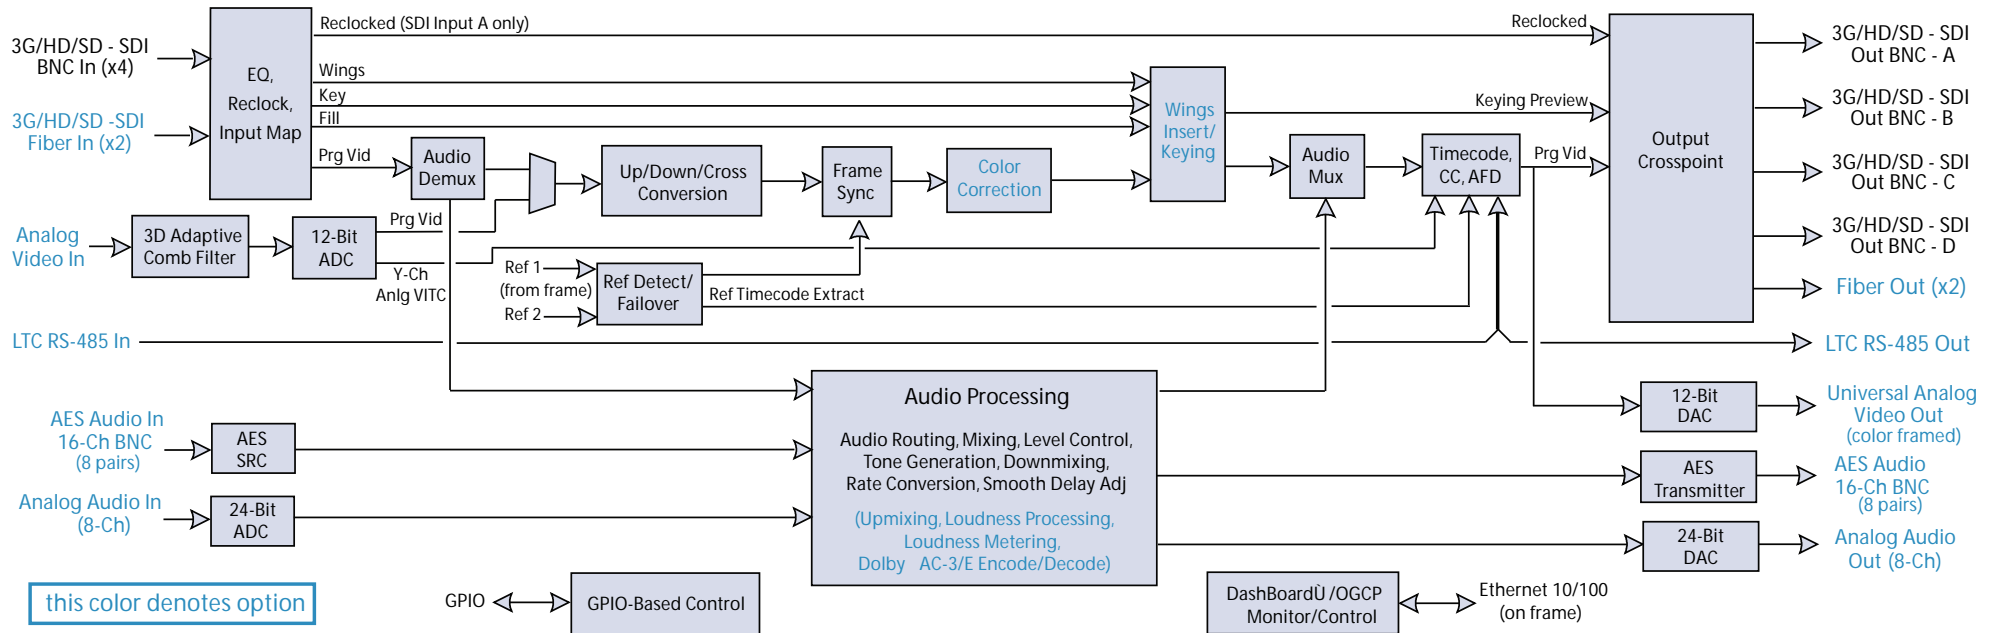 3G/HD/SD - SDI
BNC In (x4)
3G/HD/SD -SDI
Fiber In (x2)
EQ,
Reclock,
Input Map
Reclocked (SDI Input A only)
Wings
Key
Fill
Prg Vid
Audio
Demux
Up/Down/Cross
Conversion
Frame
Sync
Color
Correction
Wings
Insert/
Keying
Keying Preview
Reclocked
Audio
Mux
Timecode,
CC, AFD
Prg Vid
Output
Crosspoint
3G/HD/SD - SDI
Out BNC - A
3G/HD/SD - SDI
Out BNC - B
3G/HD/SD - SDI
Out BNC - C
3G/HD/SD - SDI
Out BNC - D
Fiber Out (x2)
Analog
Video In
3D Adaptive
Comb Filter
12-Bit
ADC
Prg Vid
Y-Ch
Anlg VITC
Ref 1
(from frame)
Ref 2
Ref Detect/
Failover
Ref Timecode Extract
LTC RS-485 In
LTC RS-485 Out
AES Audio In
16-Ch BNC
(8 pairs)
AES
SRC
Analog Audio In
(8-Ch)
24-Bit
ADC
Audio Processing
Audio Routing, Mixing, Level Control,
Tone Generation, Downmixing,
Rate Conversion, Smooth Delay Adj
(Upmixing, Loudness Processing,
Loudness Metering,
Dolby AC-3/E Encode/Decode)
12-Bit
DAC
Universal Analog
Video Out
(color framed)
AES
Transmitter
AES Audio
16-Ch BNC
(8 pairs)
24-Bit
DAC
Analog Audio
Out (8-Ch)
this color denotes option
GPIO
GPIO-Based Control
DashBoardÙ /OGCP
Monitor/Control
Ethernet 10/100
(on frame)